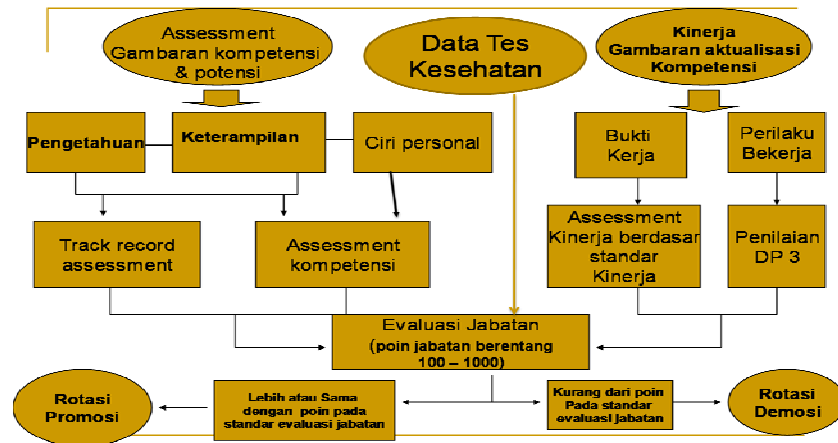 Assessment
Gambaran kompetensi
& potensi
Data Tes
Kesehatan
Kinerja
Gambaran aktualisasi
Kompetensi
Pengetahuan
Keterampilan
Ciri personal
Bukti
Kerja
Perilaku
Bekerja
Track record
assessment
Assessment
kompetensi
Assessment
Kinerja berdasar
standar
Kinerja
Penilaian
DP 3
Evaluasi Jabatan
(poin jabatan berentang
100 – 1000)
Rotasi
Promosi
Lebih atau Sama
dengan poin pada
standar evaluasi jabatan
Kurang dari poin
Pada standar
evaluasi jabatan
Rotasi
Demosi